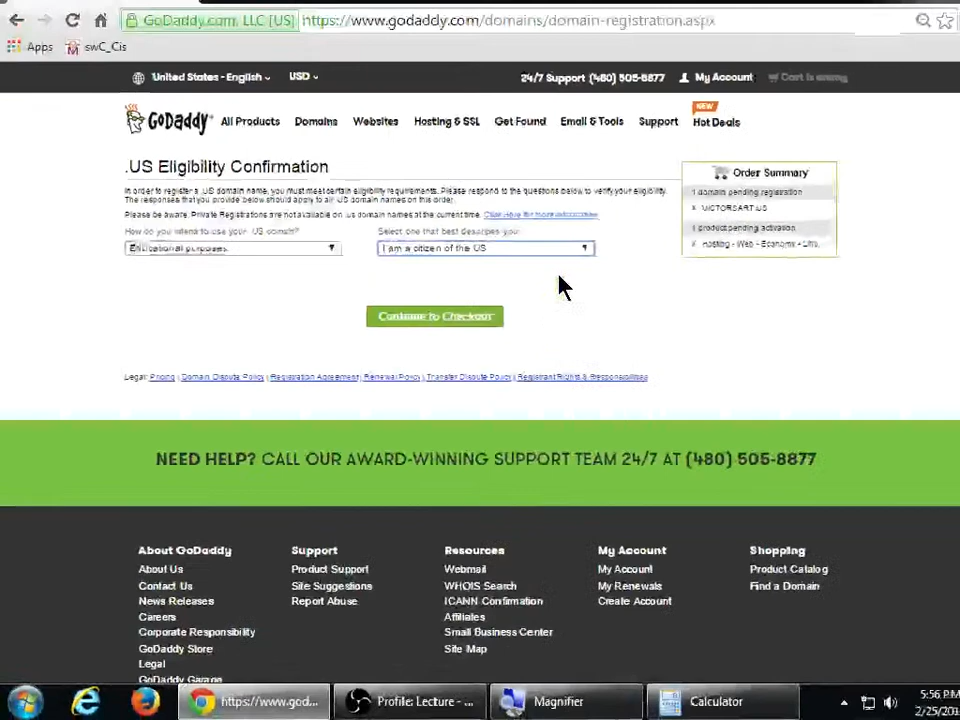 GoDaddy.com, LLC [US] https://www.godaddy.com/domains/domain-registration.aspx
Apps swC_Cis
United States - English USD 24/7 Support (480) 505-8877 My Account Cart is empty
GoDaddy All Products Domains Websites Hosting & SSL Get Found Email & Tools Support NEW Hot Deals
.US Eligibility Confirmation
In order to register a .US domain name, you must meet certain eligibility requirements. Please respond to the questions below to verify your eligibility.
The responses that you provide below should apply to all .US domain names on this order.
Please be aware, Private Registrations are not available on .us domain names at the current time. Click Here for more information
How do you intend to use your .US domain? Select one that best describes you:
Educational purposes. I am a citizen of the US
Order Summary
1 domain pending registration
x VICTORSART.US
1 product pending activation
x Hosting - Web - Economy -
Continue to Checkout
Legal: Pricing | Domain Dispute Policy | Registration Agreement | Renewal Policy | Transfer Dispute Policy | Registrant Rights & Responsibilities
NEED HELP? CALL OUR AWARD-WINNING SUPPORT TEAM 24/7 AT (480) 505-8877
About GoDaddy
About Us
Contact Us
News Releases
Careers
Corporate Responsibility
GoDaddy Store
Legal
GoDaddy Garage
Support
Product Support
Site Suggestions
Report Abuse
Resources
Webmail
WHOIS Search
ICANN Confirmation
Affiliates
Small Business Center
Site Map
My Account
My Account
My Renewals
Create Account
Shopping
Product Catalog
Find a Domain
https://www.god... Profile: Lecture - ... Magnifier Calculator
5:56 PM
2/25/20